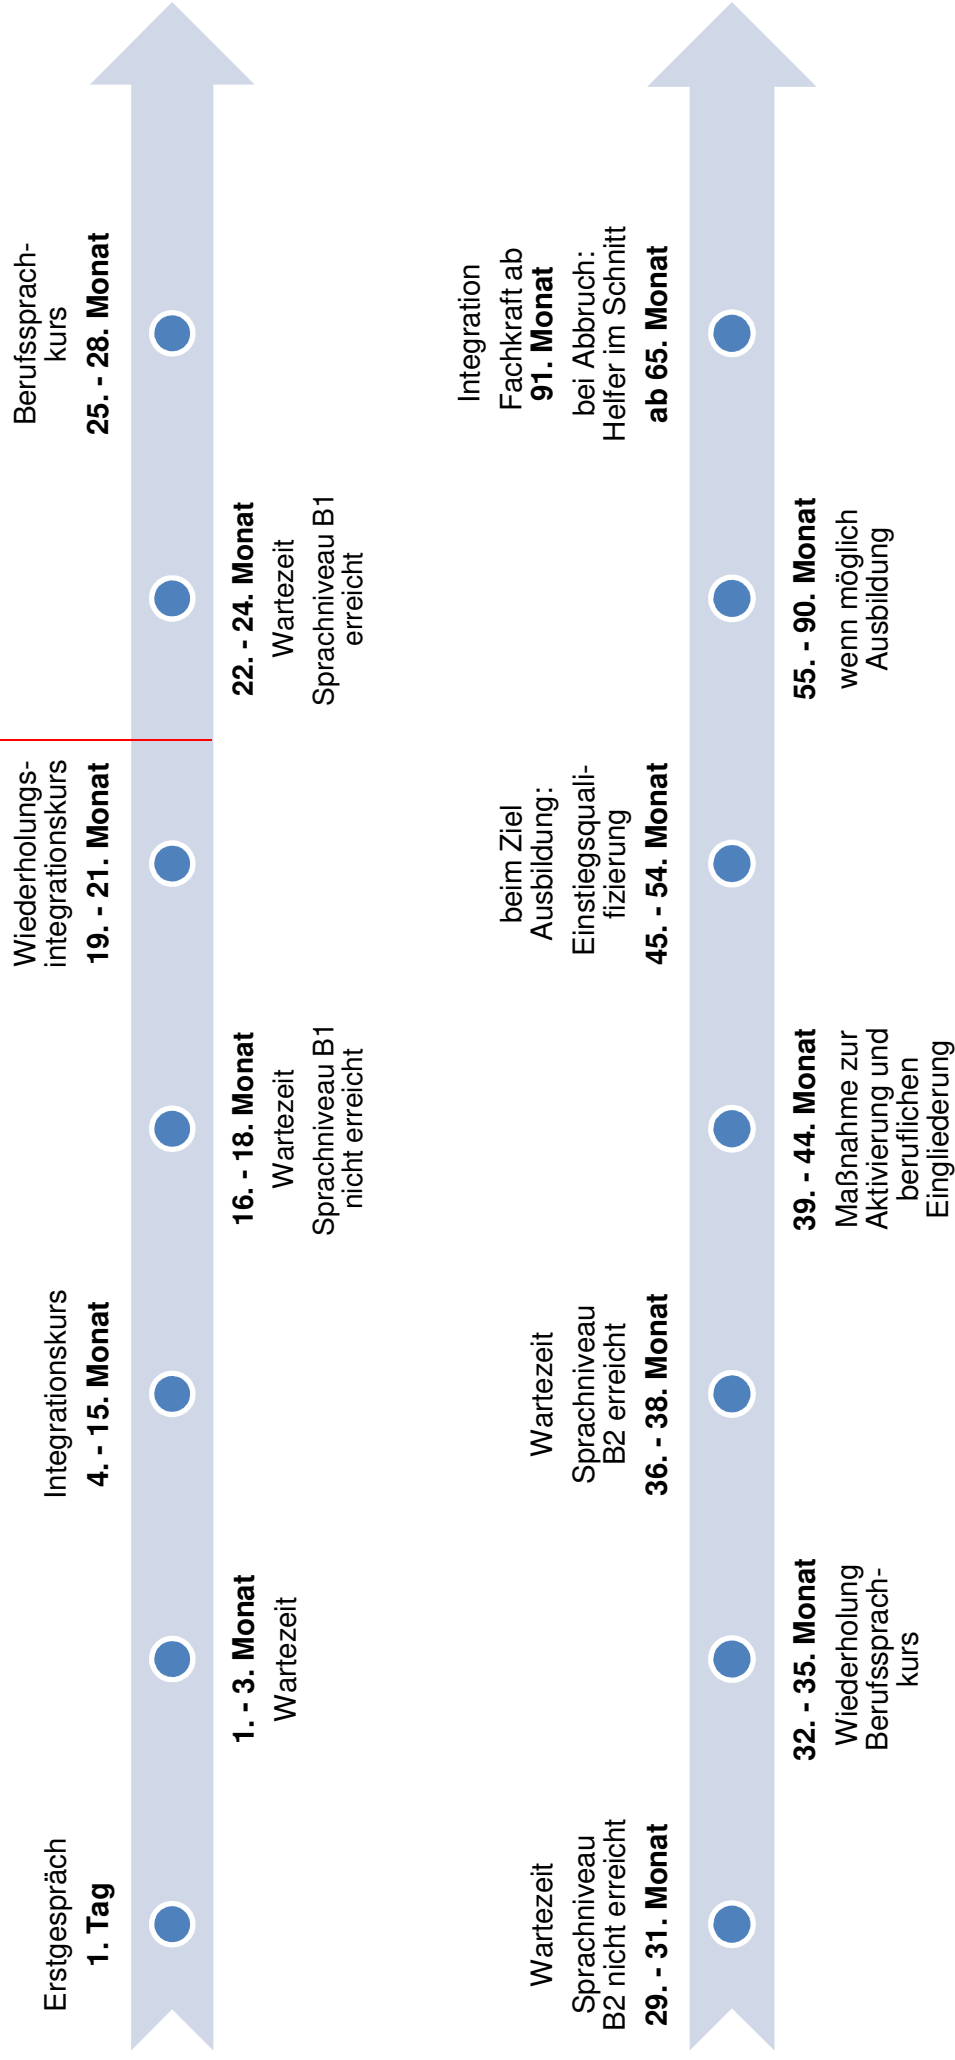 Erstgespräch
1. Tag
1. - 3. Monat
Wartezeit
Integrationskurs
4. - 15. Monat
16. - 18. Monat
Wartezeit
Sprachniveau B1
nicht erreicht
Wiederholungs-
integrationskurs
19. - 21. Monat
22. - 24. Monat
Wartezeit
Sprachniveau B1
erreicht
Berufssprach-
kurs
25. - 28. Monat
Wartezeit
Sprachniveau
B2 nicht erreicht
29. - 31. Monat
32. - 35. Monat
Wiederholung
Berufssprach-
kurs
Wartezeit
Sprachniveau
B2 erreicht
36. - 38. Monat
39. - 44. Monat
Maßnahme zur
Aktivierung und
beruflichen
Eingliederung
beim Ziel
Ausbildung:
Einstiegsquali-
fizierung
45. - 54. Monat
55. - 90. Monat
wenn möglich
Ausbildung
Integration
Fachkraft ab
91. Monat
bei Abbruch:
Helfer im Schnitt
ab 65. Monat